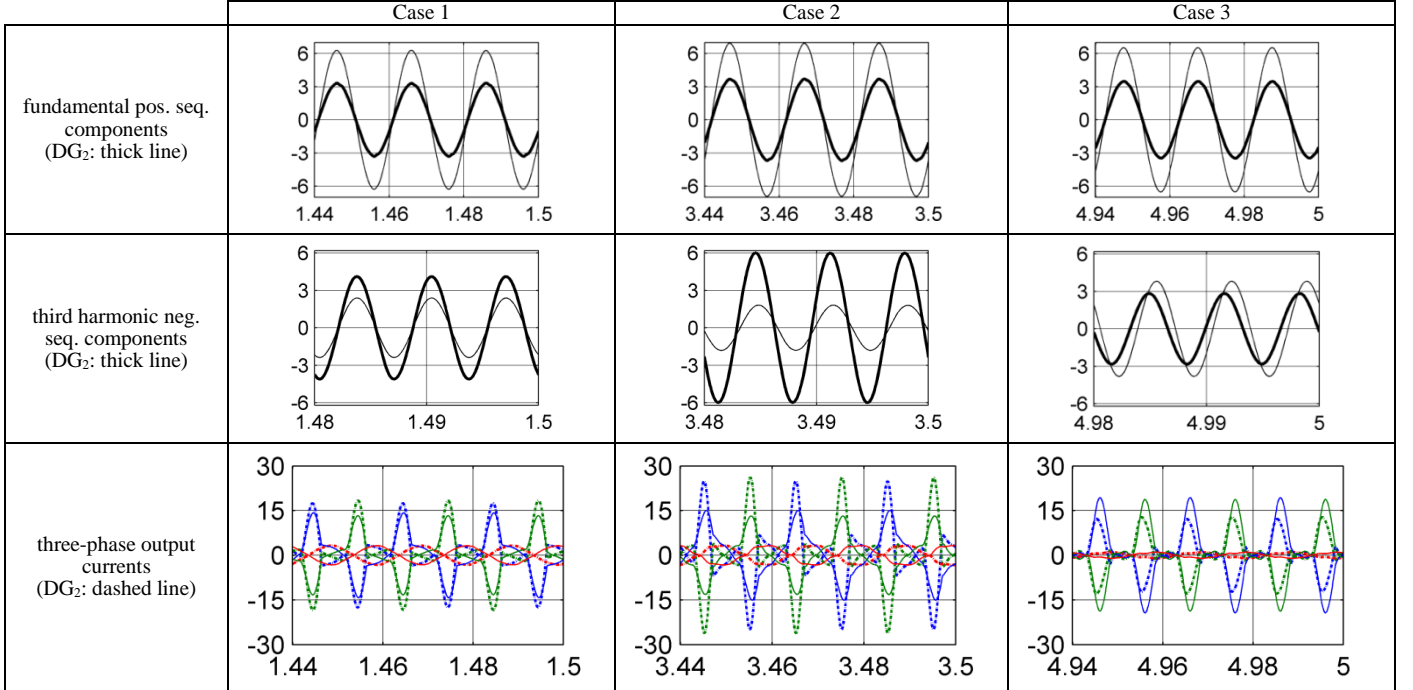 Case 1
Case 2
Case 3
fundamental pos. seq.
components
(DG2: thick line)
6
3
0
-3
-6
1.44 1.46 1.48 1.5
6
3
0
-3
-6
3.44 3.46 3.48 3.5
6
3
0
-3
-6
4.94 4.96 4.98 5
third harmonic neg.
seq. components
(DG2: thick line)
6
3
0
-3
-6
1.48 1.49 1.5
6
3
0
-3
-6
3.48 3.49 3.5
6
3
0
-3
-6
4.98 4.99 5
three-phase output
currents
(DG2: dashed line)
30
15
0
-15
-30
1.44 1.46 1.48 1.5
30
15
0
-15
-30
3.44 3.46 3.48 3.5
30
15
0
-15
-30
4.94 4.96 4.98 5